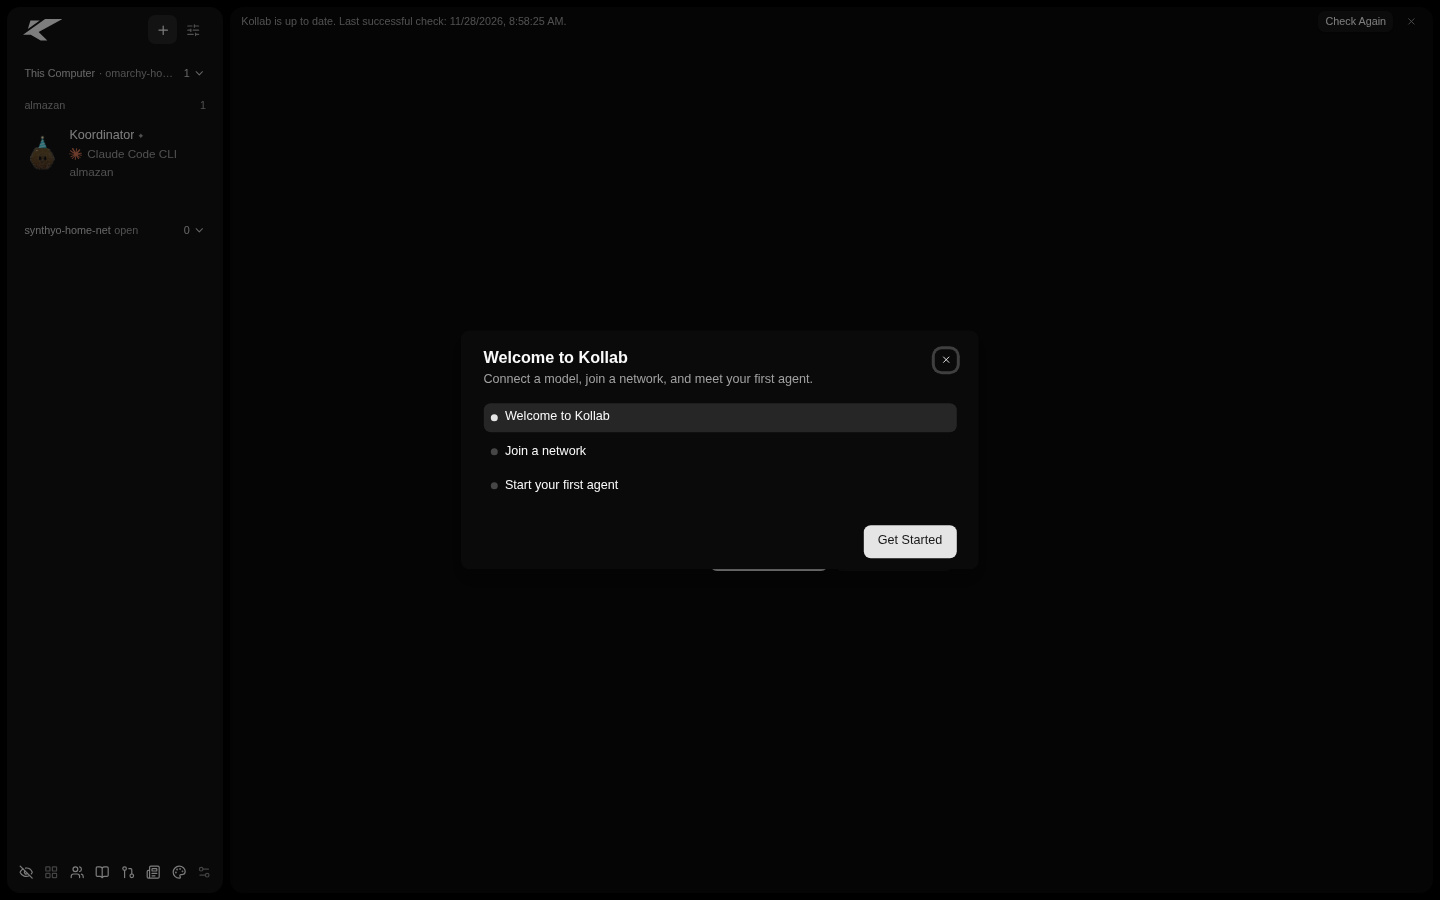 Kollab is up to date. Last successful check: 11/28/2026, 8:58:25 AM.
Check Again
This Computer · omarchy-ho… 1
almazan 1
Koordinator
Claude Code CLI
almazan
synthyo-home-net open 0
Welcome to Kollab
Connect a model, join a network, and meet your first agent.
Welcome to Kollab
Join a network
Start your first agent
Get Started